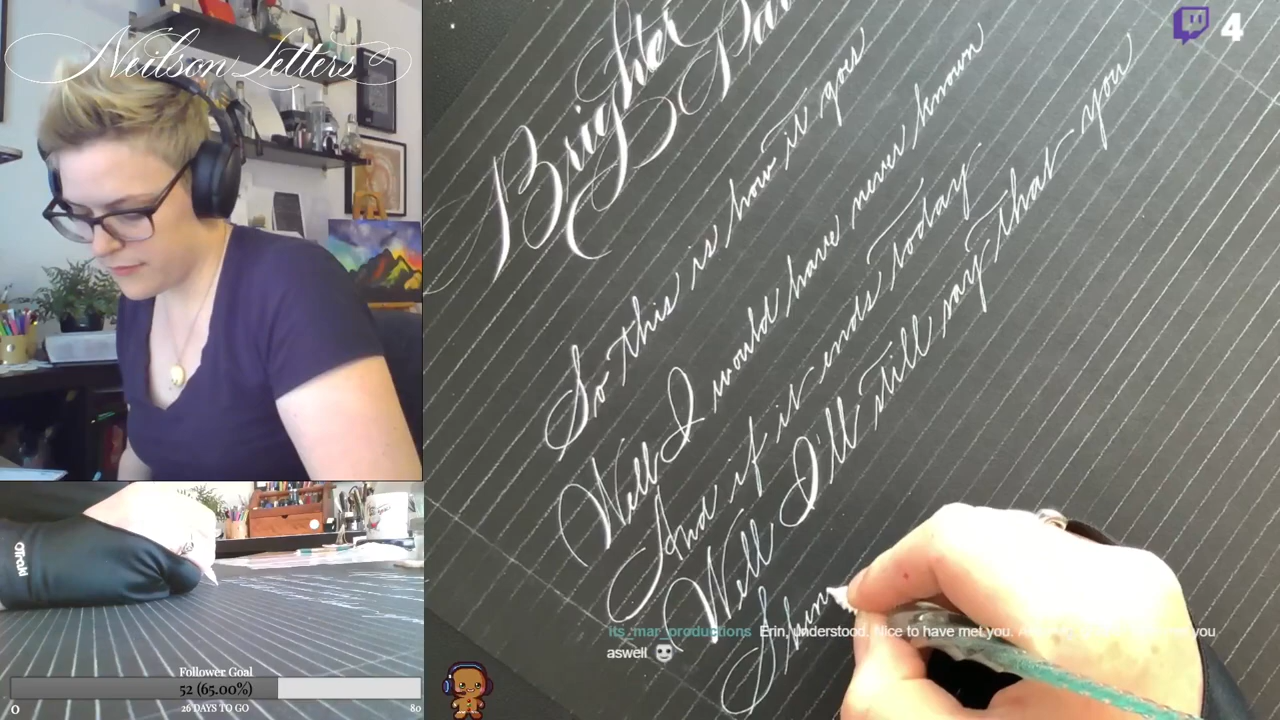 Neilson Letters
4
Brighter
So this is how it goes
Well I would have never known
And if it ends today
Well I'll still say that you
Shin
its_mar_productions Erin, understood. Nice to have met you.
you
aswell
Follower Goal
52 (65.00%)
0 26 DAYS TO GO 80